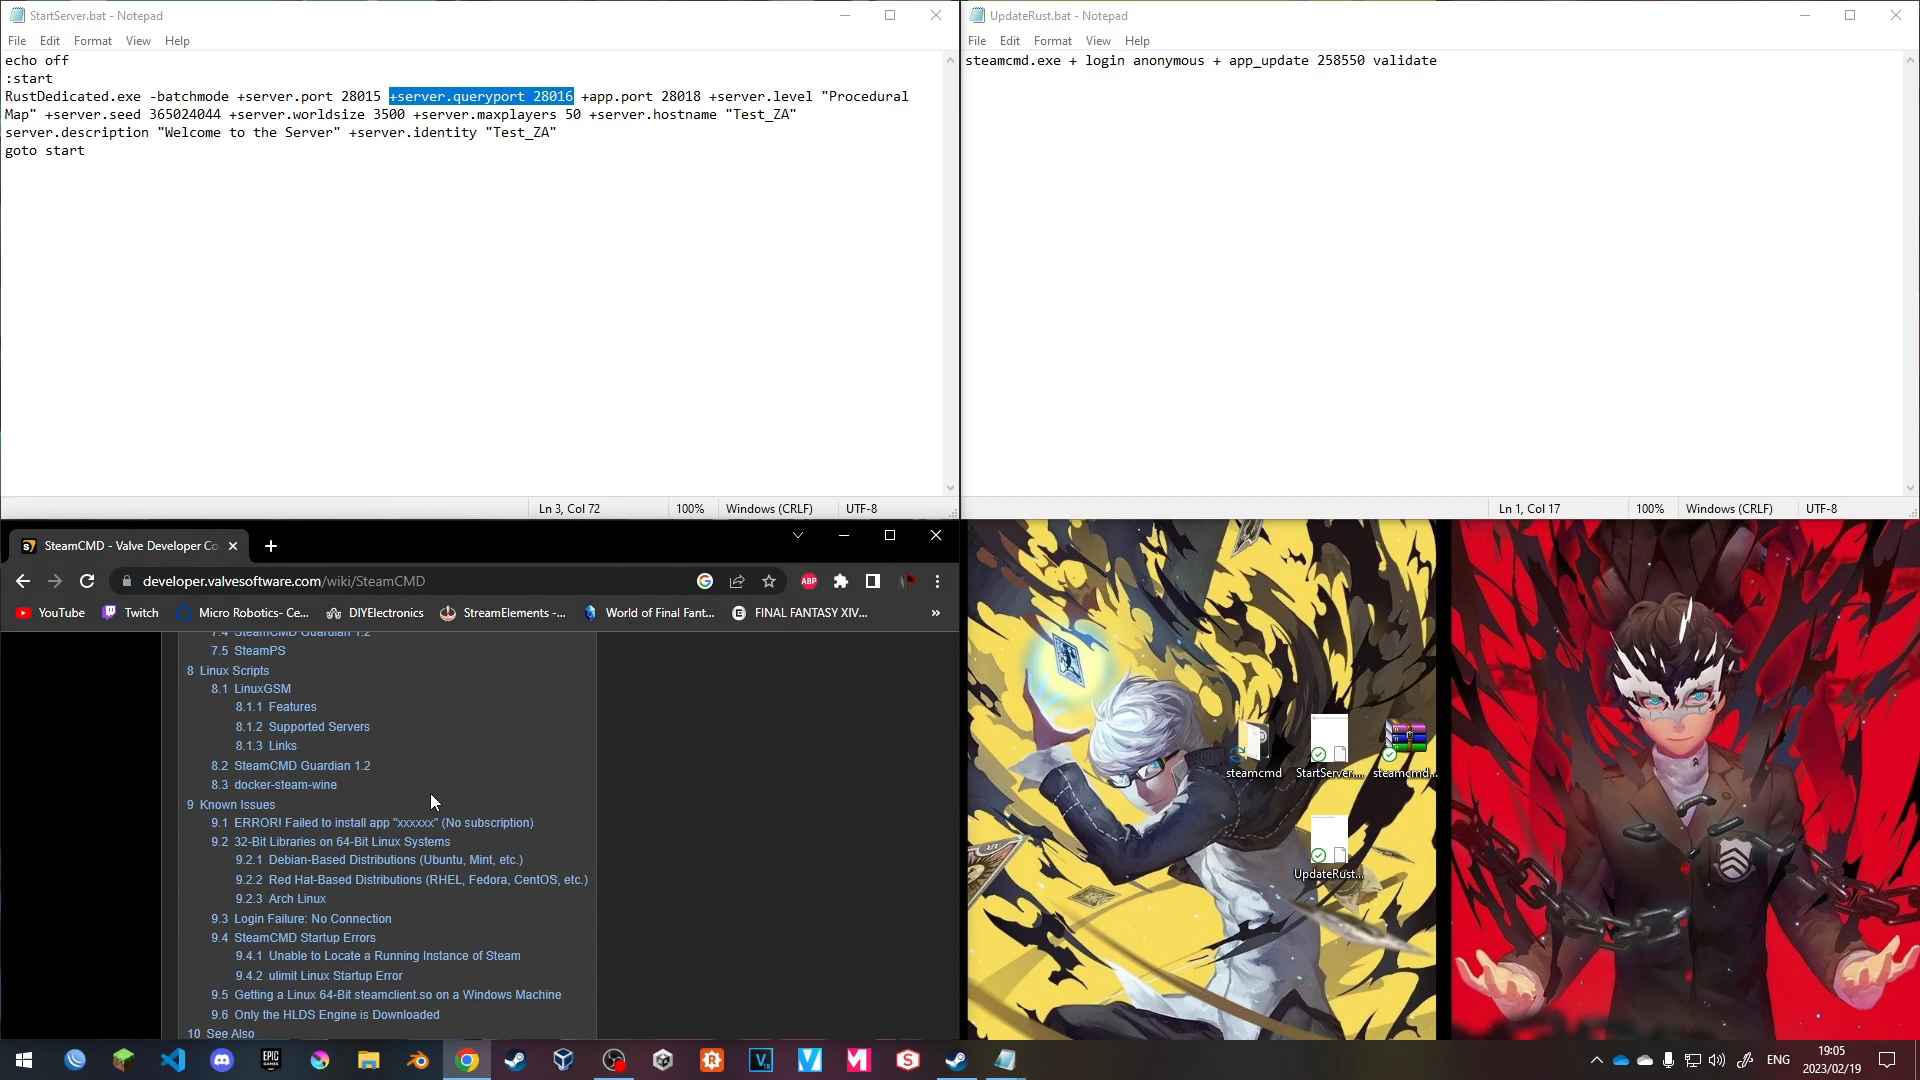 StartServer.bat - Notepad
File Edit Format View Help
echo off
:start
RustDedicated.exe -batchmode +server.port 28015 +server.queryport 28016 +app.port 28018 +server.level "Procedural
Map" +server.seed 365024044 +server.worldsize 3500 +server.maxplayers 50 +server.hostname "Test_ZA"
server.description "Welcome to the Server" +server.identity "Test_ZA"
goto start
Ln 3, Col 72 100% Windows (CRLF) UTF-8
UpdateRust.bat - Notepad
File Edit Format View Help
steamcmd.exe + login anonymous + app_update 258550 validate
Ln 1, Col 17 100% Windows (CRLF) UTF-8
SteamCMD - Valve Developer Co
developer.valvesoftware.com/wiki/SteamCMD
ABP
YouTube Twitch Micro Robotics- Ce... DIYElectronics StreamElements -... World of Final Fant... FINAL FANTASY XIV... »
7.4 SteamCMD Guardian 1.2
7.5 SteamPS
8 Linux Scripts
8.1 LinuxGSM
8.1.1 Features
8.1.2 Supported Servers
8.1.3 Links
8.2 SteamCMD Guardian 1.2
8.3 docker-steam-wine
9 Known Issues
9.1 ERROR! Failed to install app "xxxxxx" (No subscription)
9.2 32-Bit Libraries on 64-Bit Linux Systems
9.2.1 Debian-Based Distributions (Ubuntu, Mint, etc.)
9.2.2 Red Hat-Based Distributions (RHEL, Fedora, CentOS, etc.)
9.2.3 Arch Linux
9.3 Login Failure: No Connection
9.4 SteamCMD Startup Errors
9.4.1 Unable to Locate a Running Instance of Steam
9.4.2 ulimit Linux Startup Error
9.5 Getting a Linux 64-Bit steamclient.so on a Windows Machine
9.6 Only the HLDS Engine is Downloaded
10 See Also
steamcmd StartServer.... steamcmd...
UpdateRust...
EPIC GAMES
ENG
19:05
2023/02/19